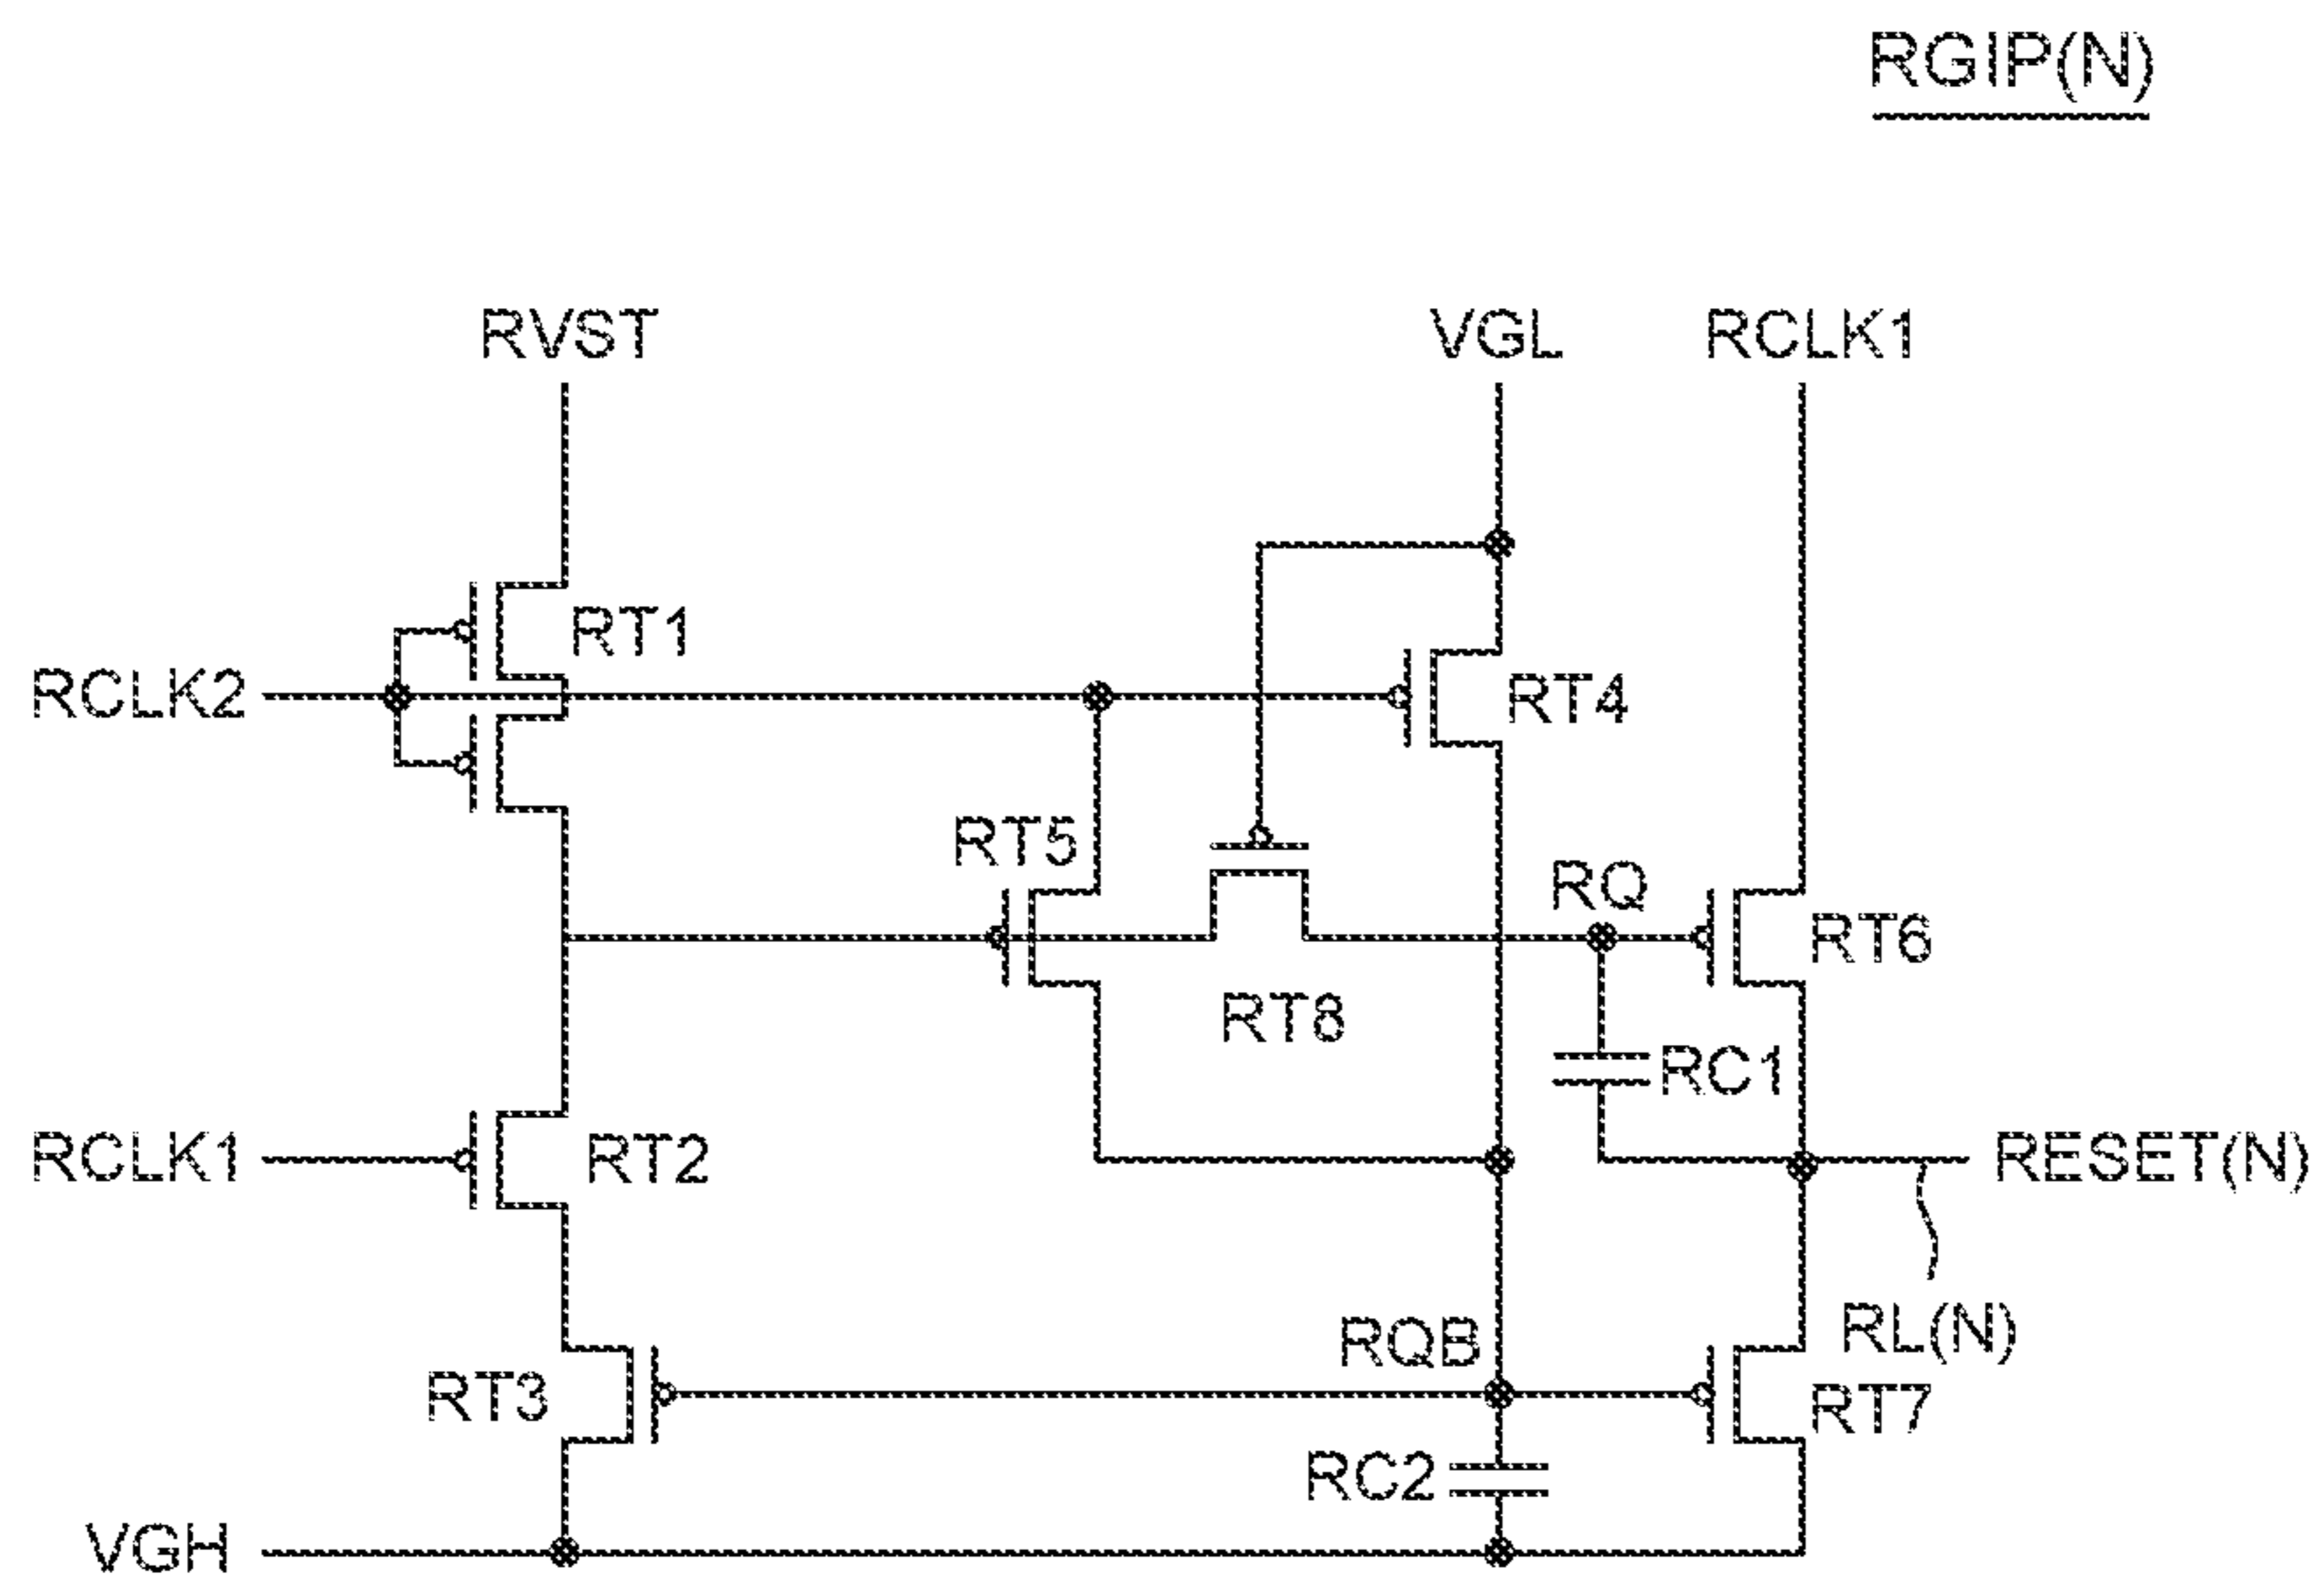 RGIP(N)
RVST
VGL
RCLK1
RT1
RCLK2
RT4
RT5
RQ
RT6
RT8
RC1
RCLK1
RT2
RESET(N)
RL(N)
RQB
RT3
RT7
RC2
VGH